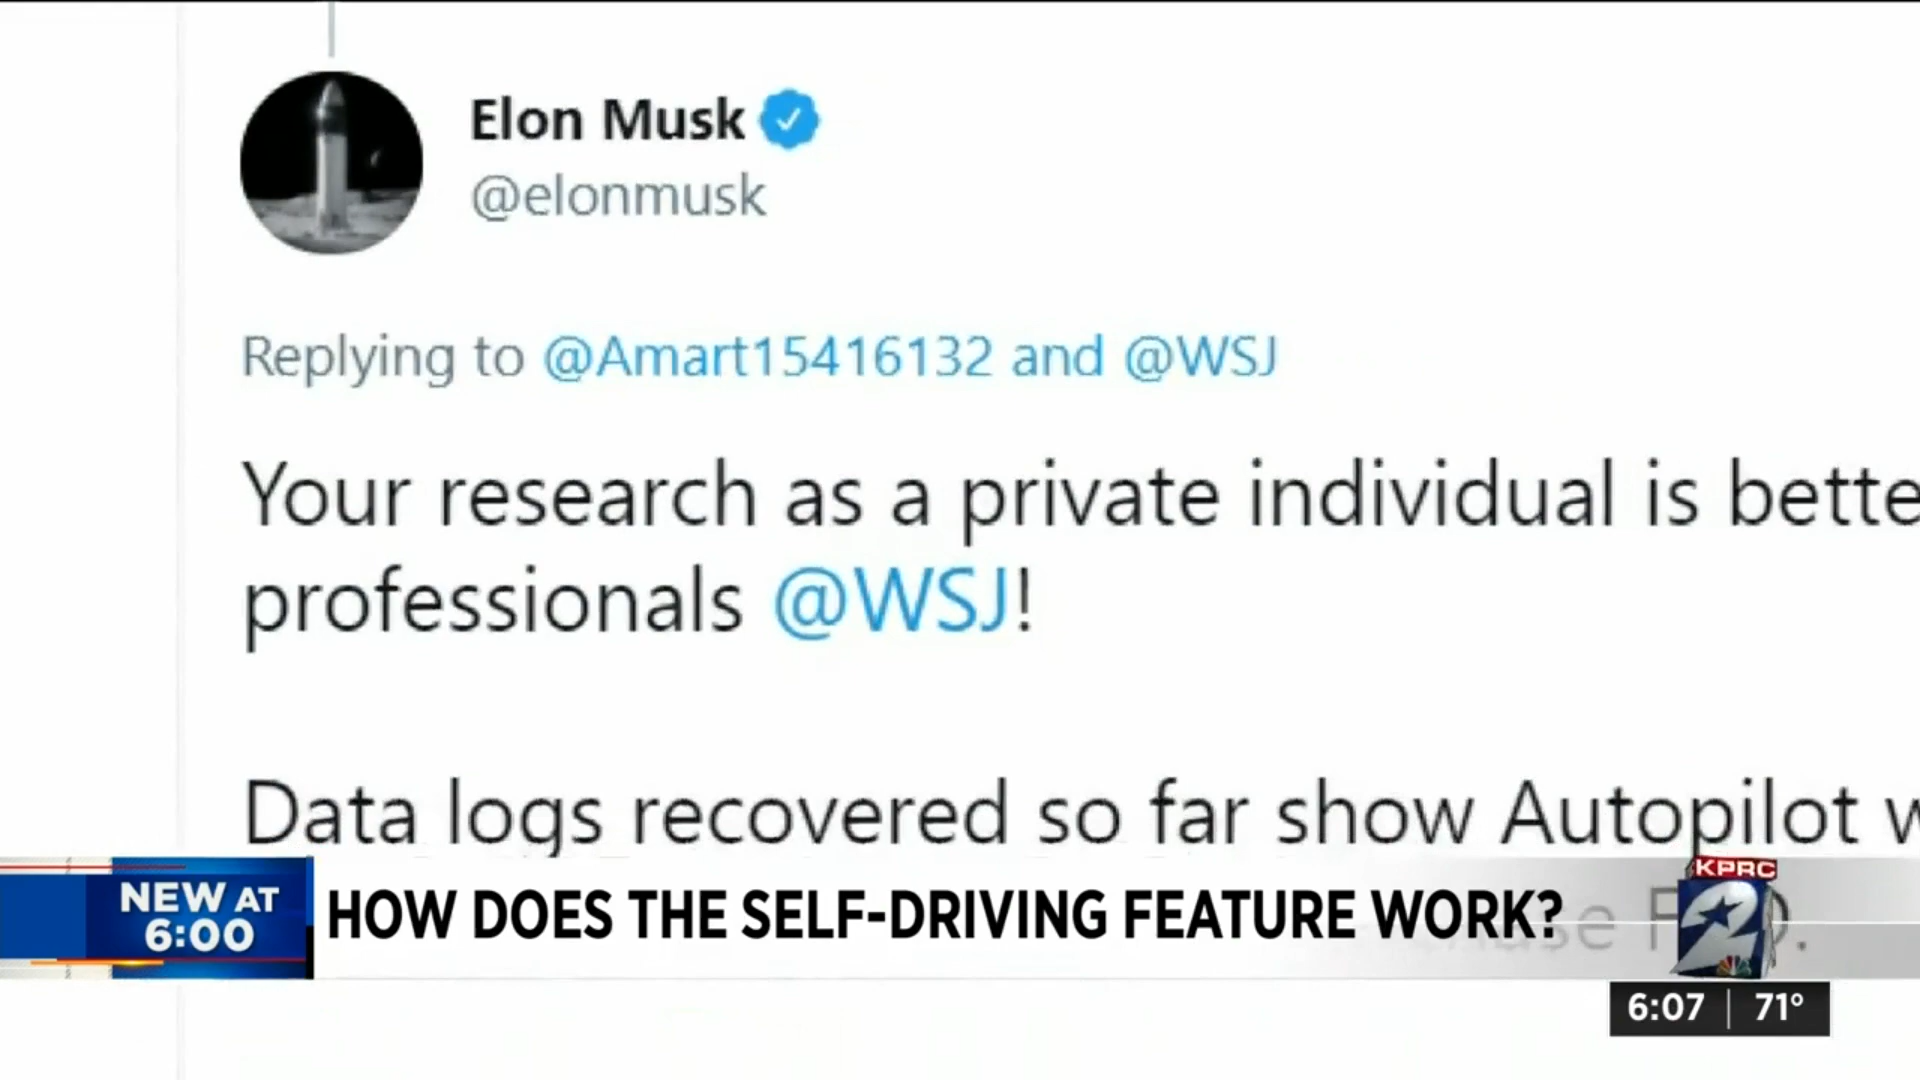 Elon Musk
@elonmusk
Replying to @Amart15416132 and @WSJ
Your research as a private individual is bette
professionals @WSJ!
Data logs recovered so far show Autopilot w
NEW AT
6:00
HOW DOES THE SELF-DRIVING FEATURE WORK?
KPRC
2
6:07 | 71°